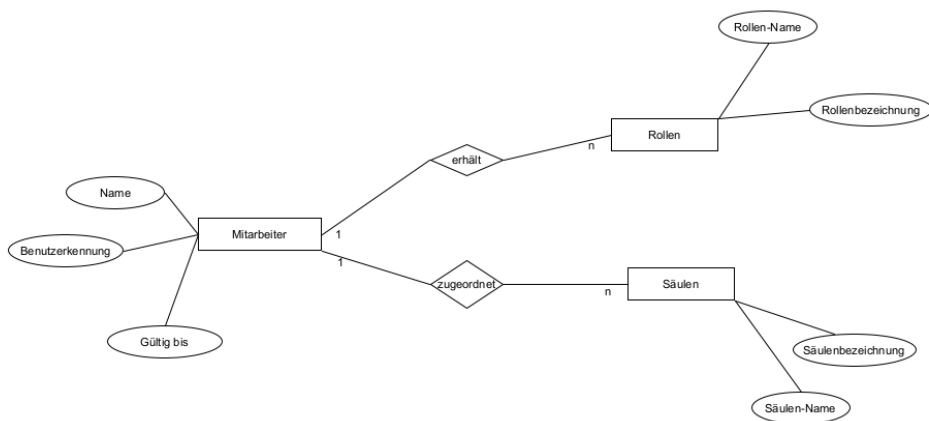 Rollen-Name
Rollenbezeichnung
Rollen
n
erhält
Name
Mitarbeiter
1
Benutzerkennung
1
zugeordnet
n
Säulen
Gültig bis
Säulenbezeichnung
Säulen-Name